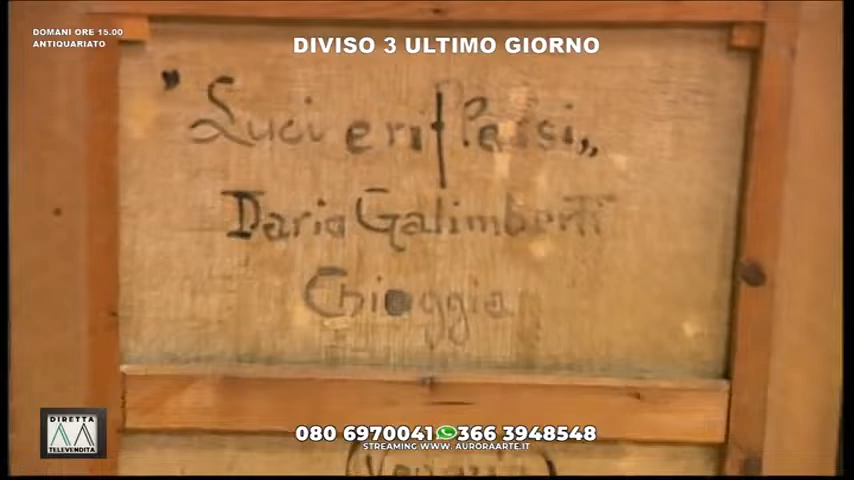 DOMANI ORE 15.00
ANTIQUARIATO
DIVISO 3 ULTIMO GIORNO
" Luci e riflessi „
Dario Galimberti
Chioggia
DIRETTA
TELEVENDITA
080 6970041 366 3948548
STREAMING WWW. AURORAARTE.IT